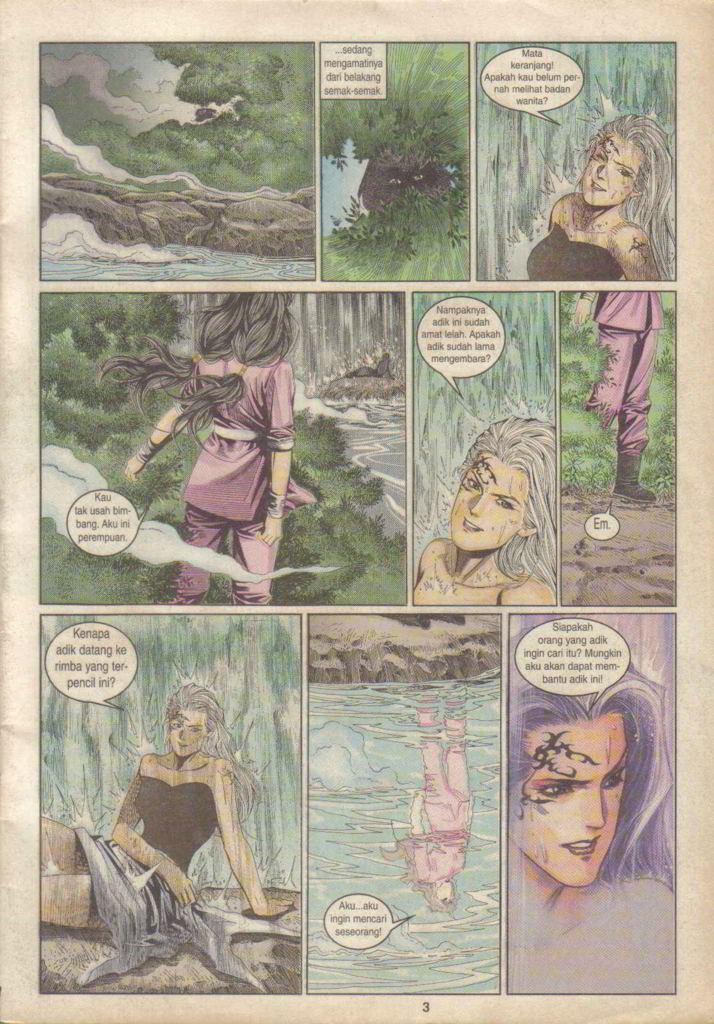 ...sedang
mengamatinya
dari belakang
semak-semak.
Mata
keranjang!
Apakah kau belum per-
nah melihat badan
wanita?
Kau
tak usah bim-
bang. Aku ini
perempuan.
Nampaknya
adik ini sudah
amat lelah. Apakah
adik sudah lama
mengembara?
Em.
Kenapa
adik datang ke
rimba yang ter-
pencil ini?
Aku...aku
ingin mencari
seseorang!
Siapakah
orang yang adik
ingin cari itu? Mungkin
aku akan dapat mem-
bantu adik ini!
3